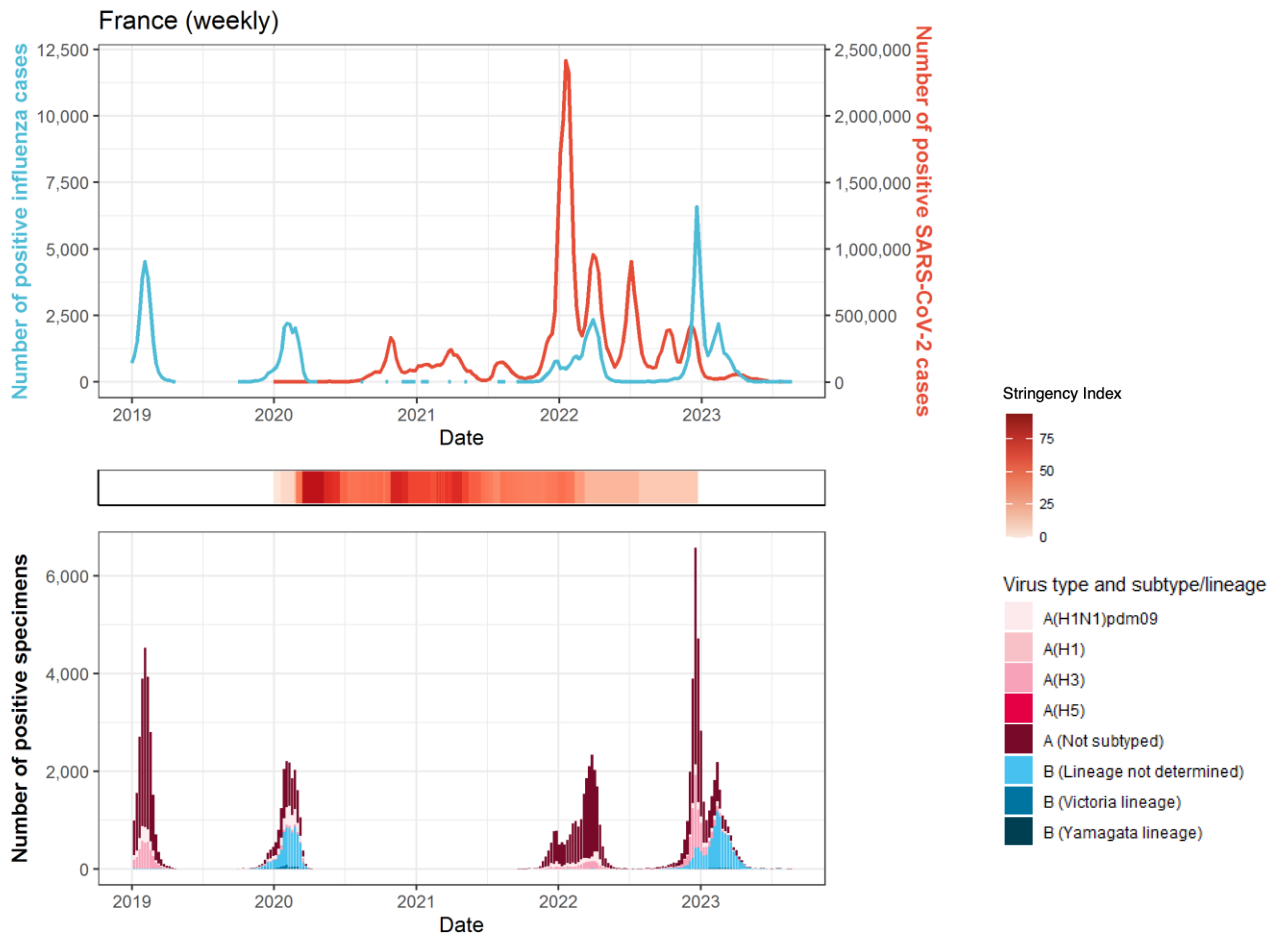 France (weekly)
Number of positive influenza cases
12,500
10,000
7,500
5,000
2,500
0
2,500,000
2,000,000
1,500,000
1,000,000
500,000
0
Number of positive SARS-CoV-2 cases
2019 2020 2021 2022 2023
Date
Stringency Index
75
50
25
0
Number of positive specimens
6,000
4,000
2,000
0
2019 2020 2021 2022 2023
Date
Virus type and subtype/lineage
A(H1N1)pdm09
A(H1)
A(H3)
A(H5)
A (Not subtyped)
B (Lineage not determined)
B (Victoria lineage)
B (Yamagata lineage)